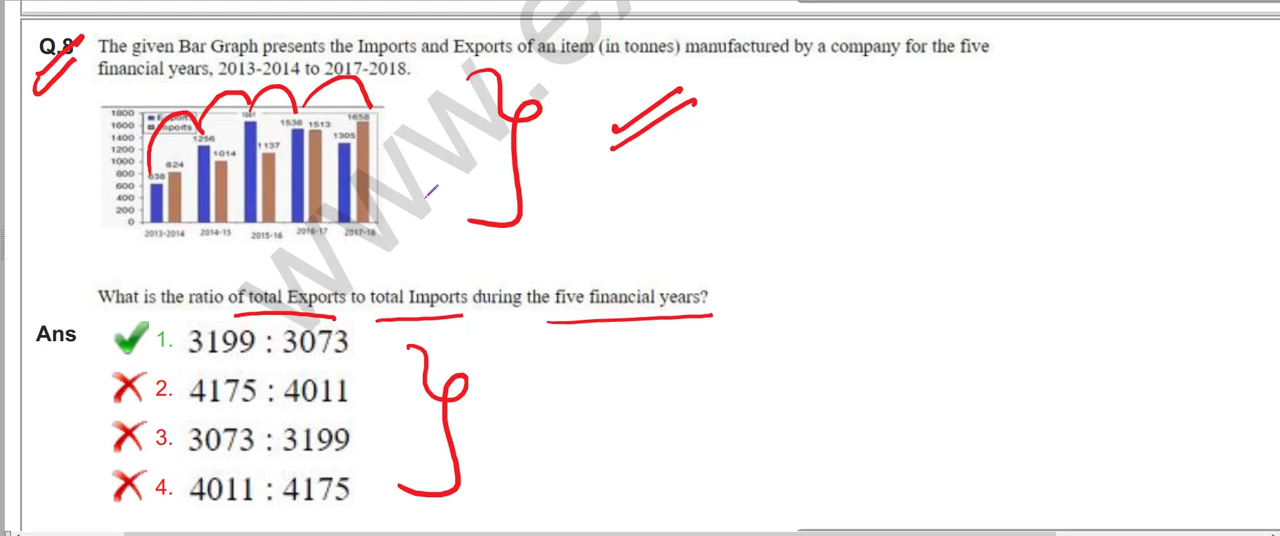 Q.8 The given Bar Graph presents the Imports and Exports of an item (in tonnes) manufactured by a company for the five
financial years, 2013-2014 to 2017-2018.
1800
1600
1400
1200
1000
800
600
400
200
0
824
1256
1014
1137
1538 1513
1305
1658
2013-2014 2014-15 2015-16 2016-17 2017-18
What is the ratio of total Exports to total Imports during the five financial years?
Ans
1. 3199 : 3073
2. 4175 : 4011
3. 3073 : 3199
4. 4011 : 4175
www.ex